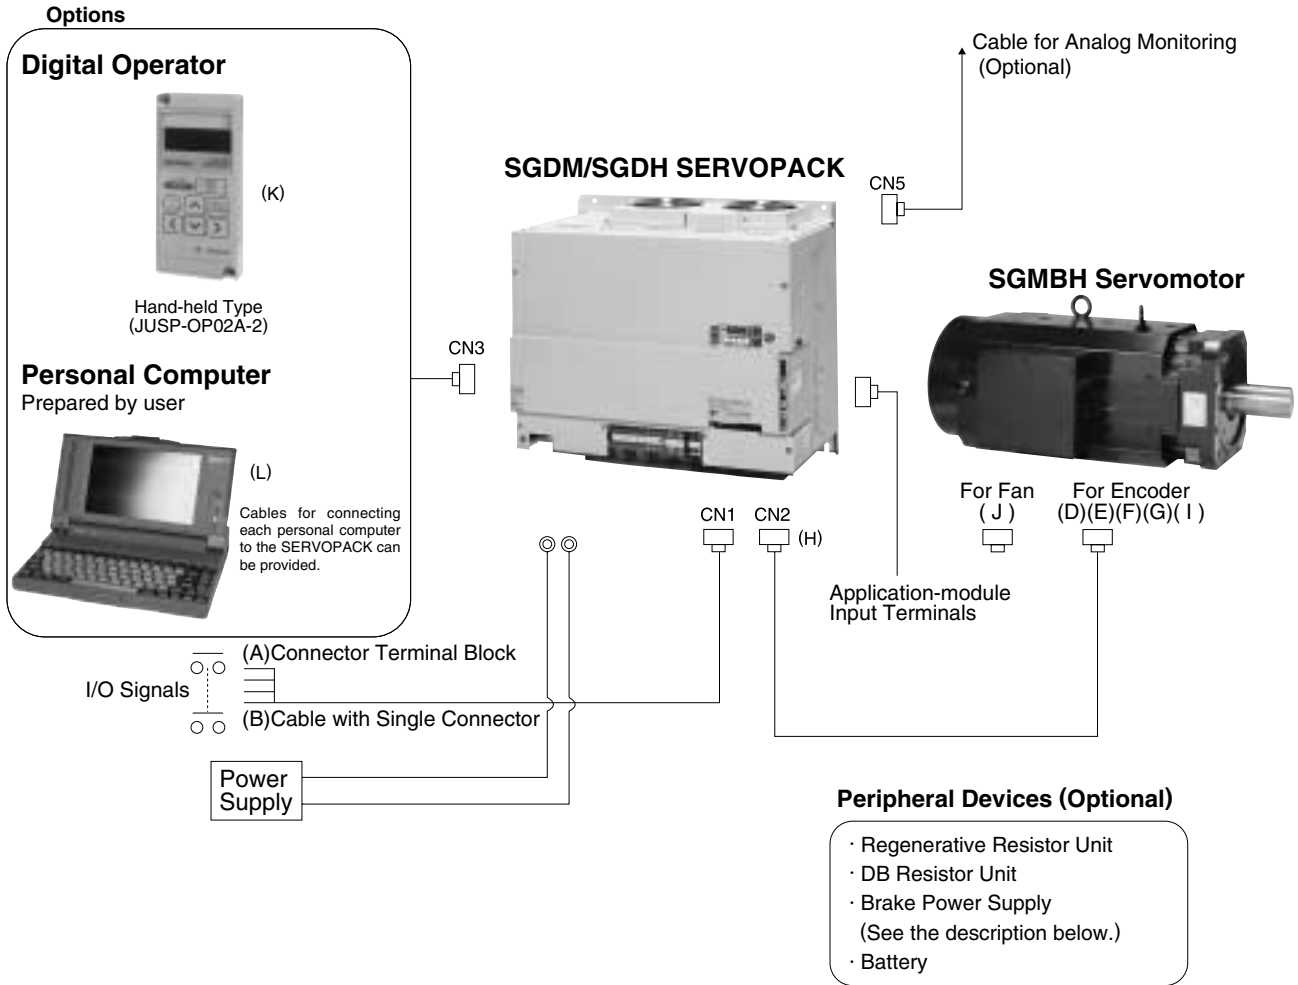 Options
Digital Operator
(K)
Hand-held Type
(JUSP-OP02A-2)
Personal Computer
Prepared by user
(L)
Cables for connecting
each personal computer
to the SERVOPACK can
be provided.
CN3
SGDM/SGDH SERVOPACK
CN5
Cable for Analog Monitoring
(Optional)
SGMBH Servomotor
For Fan
( J )
For Encoder
(D)(E)(F)(G)( I )
CN1
CN2
(H)
Application-module
Input Terminals
I/O Signals
(A)Connector Terminal Block
(B)Cable with Single Connector
Power
Supply
Peripheral Devices (Optional)
· Regenerative Resistor Unit
· DB Resistor Unit
· Brake Power Supply
(See the description below.)
· Battery